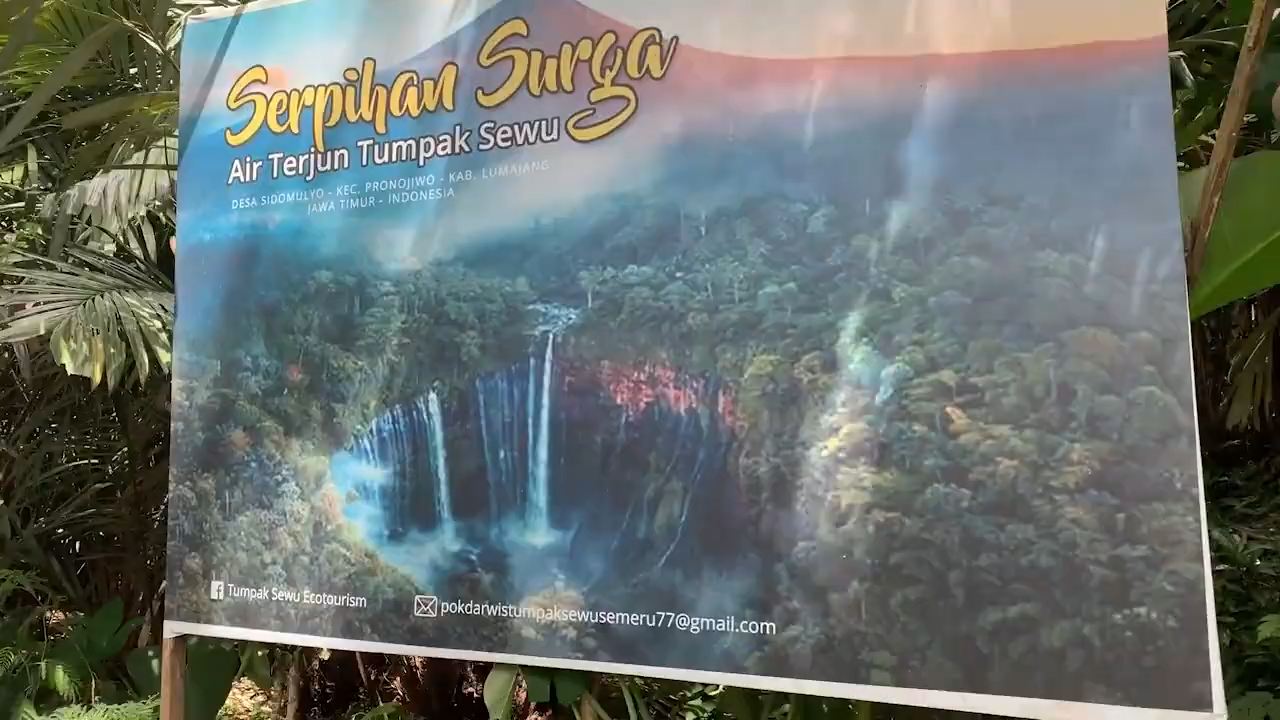 Serpihan Surga
Air Terjun Tumpak Sewu
DESA SIDOMULYO - KEC. PRONOJIWO - KAB. LUMAJANG
JAWA TIMUR - INDONESIA
Tumpak Sewu Ecotourism
pokdarwistumpaksewusemeru77@gmail.com